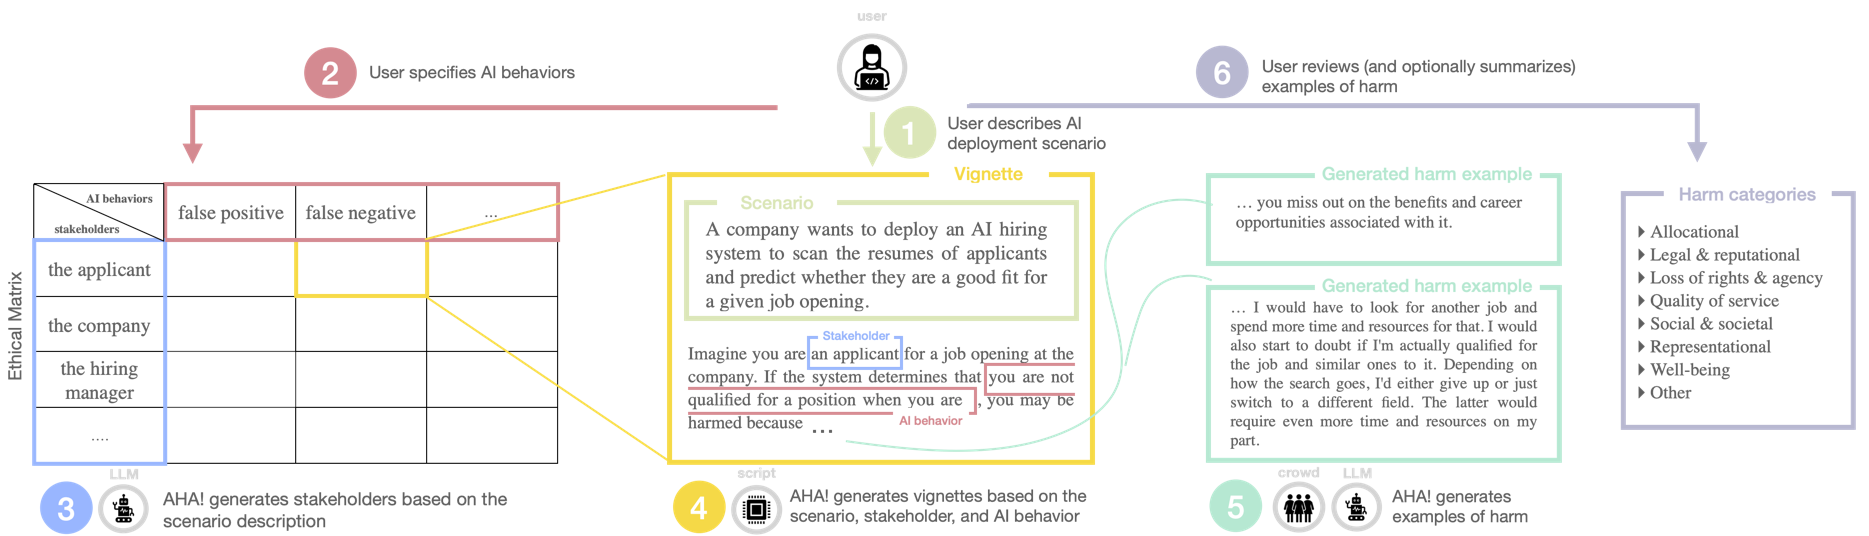 user
2
User specifies AI behaviors
6
User reviews (and optionally summarizes)
examples of harm
1
User describes AI
deployment scenario
Ethical Matrix
AI behaviors
stakeholders
false positive
false negative
...
the applicant
the company
the hiring
manager
....
Vignette
Scenario
A company wants to deploy an AI hiring
system to scan the resumes of applicants
and predict whether they are a good fit for
a given job opening.
Stakeholder
Imagine you are an applicant for a job opening at the
company. If the system determines that you are not
qualified for a position when you are , you may be
harmed because ...
AI behavior
Generated harm example
... you miss out on the benefits and career
opportunities associated with it.
Generated harm example
... I would have to look for another job and
spend more time and resources for that. I would
also start to doubt if I'm actually qualified for
the job and similar ones to it. Depending on
how the search goes, I'd either give up or just
switch to a different field. The latter would
require even more time and resources on my
part.
Harm categories
Allocational
Legal & reputational
Loss of rights & agency
Quality of service
Social & societal
Representational
Well-being
Other
3
LLM
AHA! generates stakeholders based on the
scenario description
4
script
AHA! generates vignettes based on the
scenario, stakeholder, and AI behavior
5
crowd
LLM
AHA! generates
examples of harm